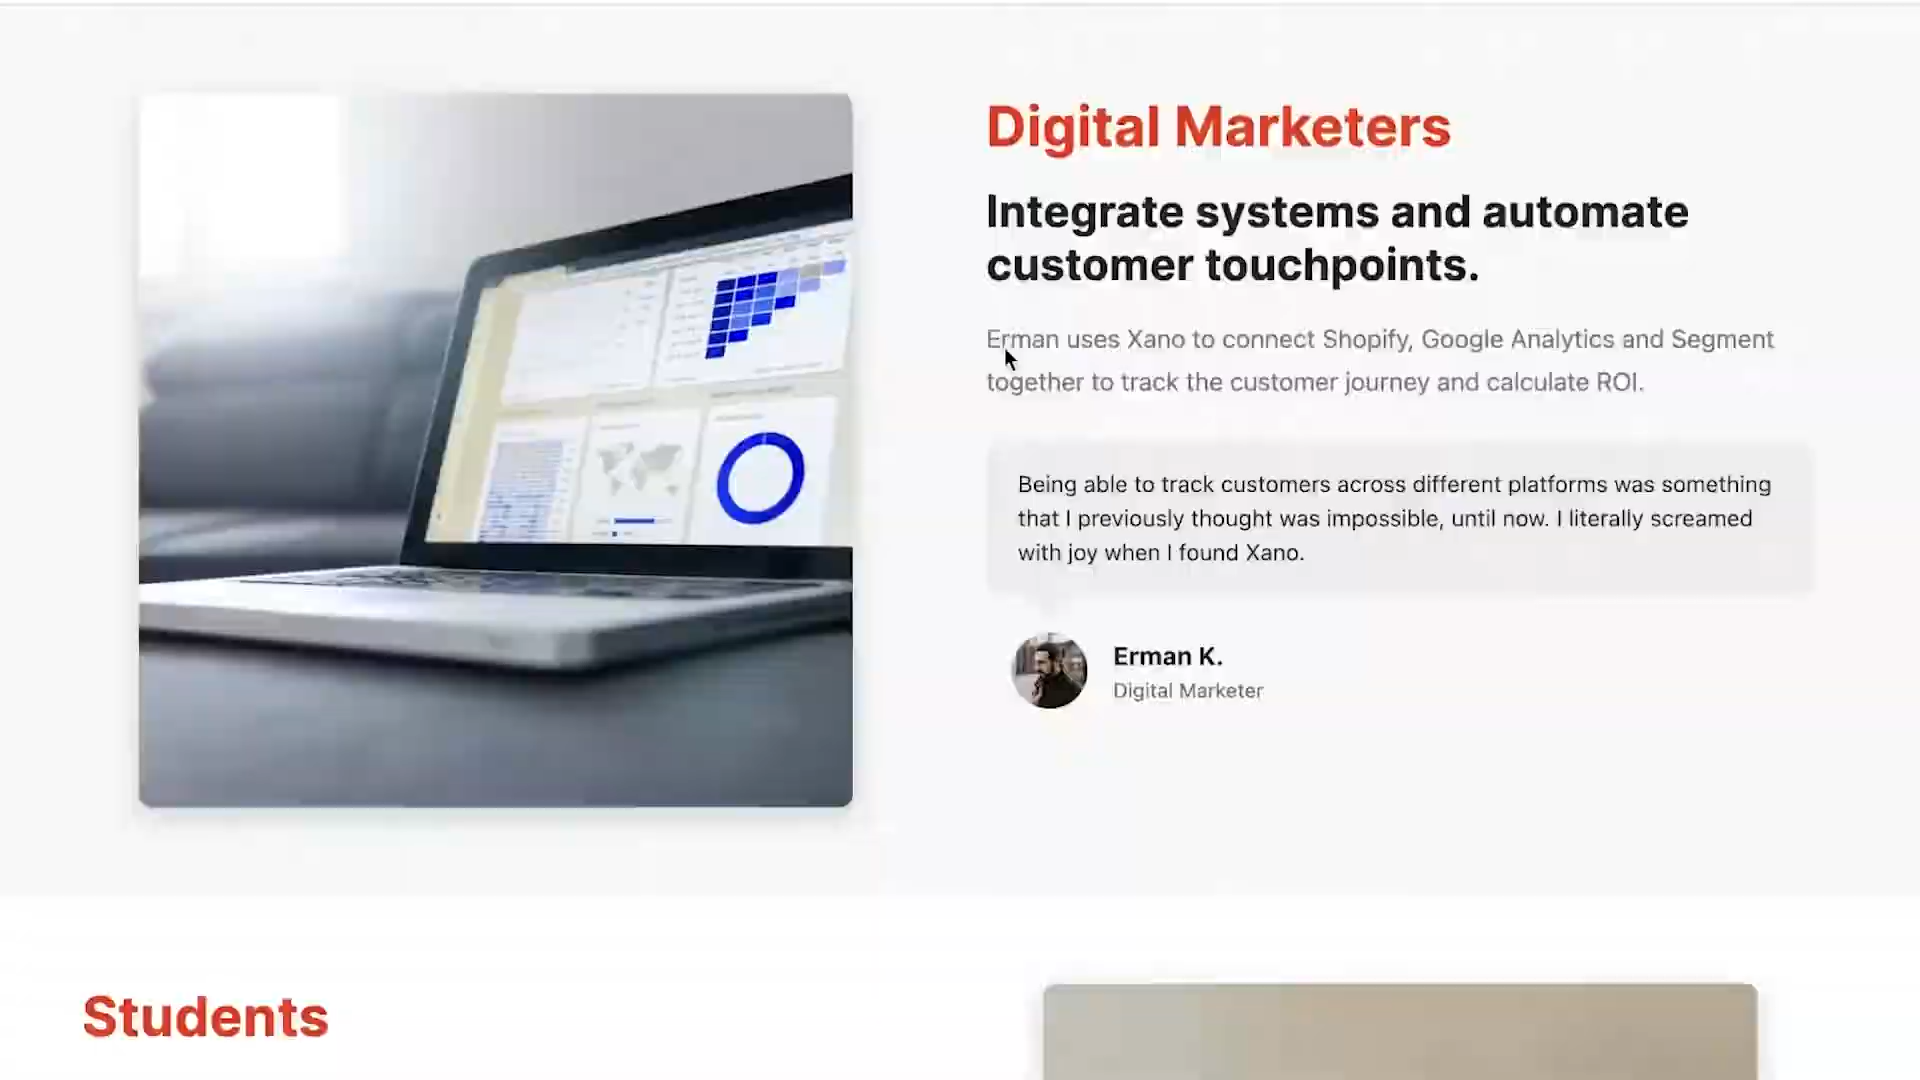 Digital Marketers
Integrate systems and automate
customer touchpoints.
Erman uses Xano to connect Shopify, Google Analytics and Segment
together to track the customer journey and calculate ROI.
Being able to track customers across different platforms was something
that I previously thought was impossible, until now. I literally screamed
with joy when I found Xano.
Erman K.
Digital Marketer
Students